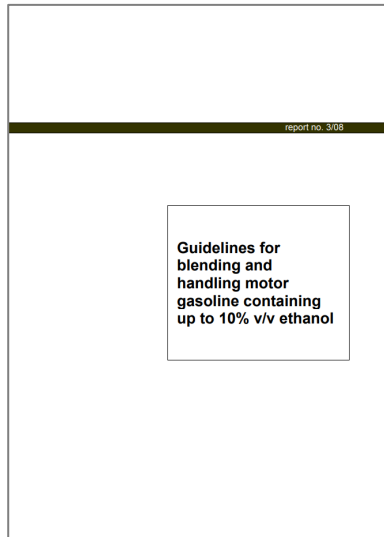 report no. 3/08
Guidelines for
blending and
handling motor
gasoline containing
up to 10% v/v ethanol